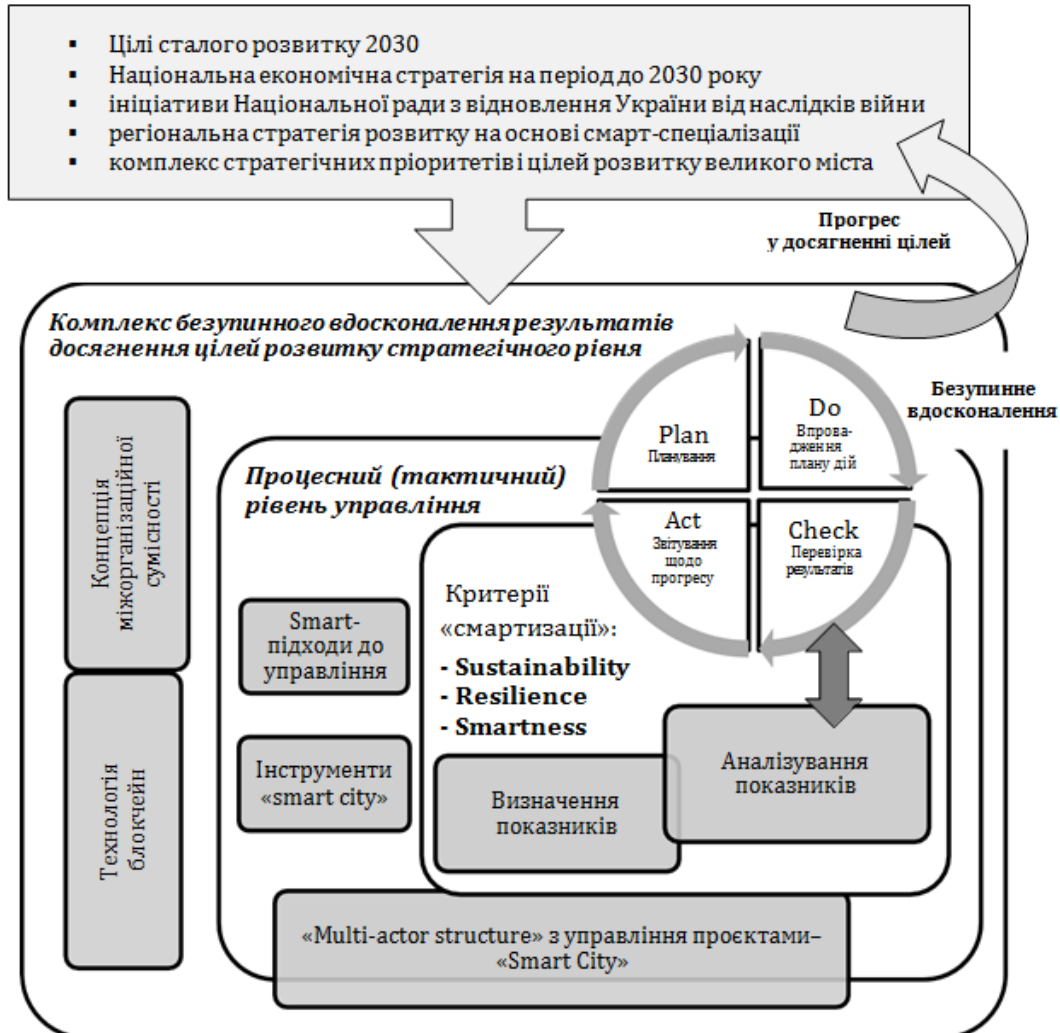 ▪ Цілі сталого розвитку 2030
▪ Національна економічна стратегія на період до 2030 року
▪ ініціативи Національної ради з відновлення України від наслідків війни
▪ регіональна стратегія розвитку на основі смарт-спеціалізації
▪ комплекс стратегічних пріоритетів і цілей розвитку великого міста
Прогрес
у досягненні цілей
Комплекс безупинного вдосконалення результатів
досягнення цілей розвитку стратегічного рівня
Безупинне
вдосконалення
Plan
Планування
Do
Впрова-
дження
плану дій
Act
Звітування
щодо
прогресу
Check
Перевірка
результатів
Концепція
міжорганізаційної
сумісності
Технологія
блокчейн
Процесний (тактичний)
рівень управління
Smart-
підходи до
управління
Інструменти
«smart city»
Критерії
«смартизації»:
- Sustainability
- Resilience
- Smartness
Визначення
показників
Аналізування
показників
«Multi-actor structure» з управління проєктами–
«Smart City»